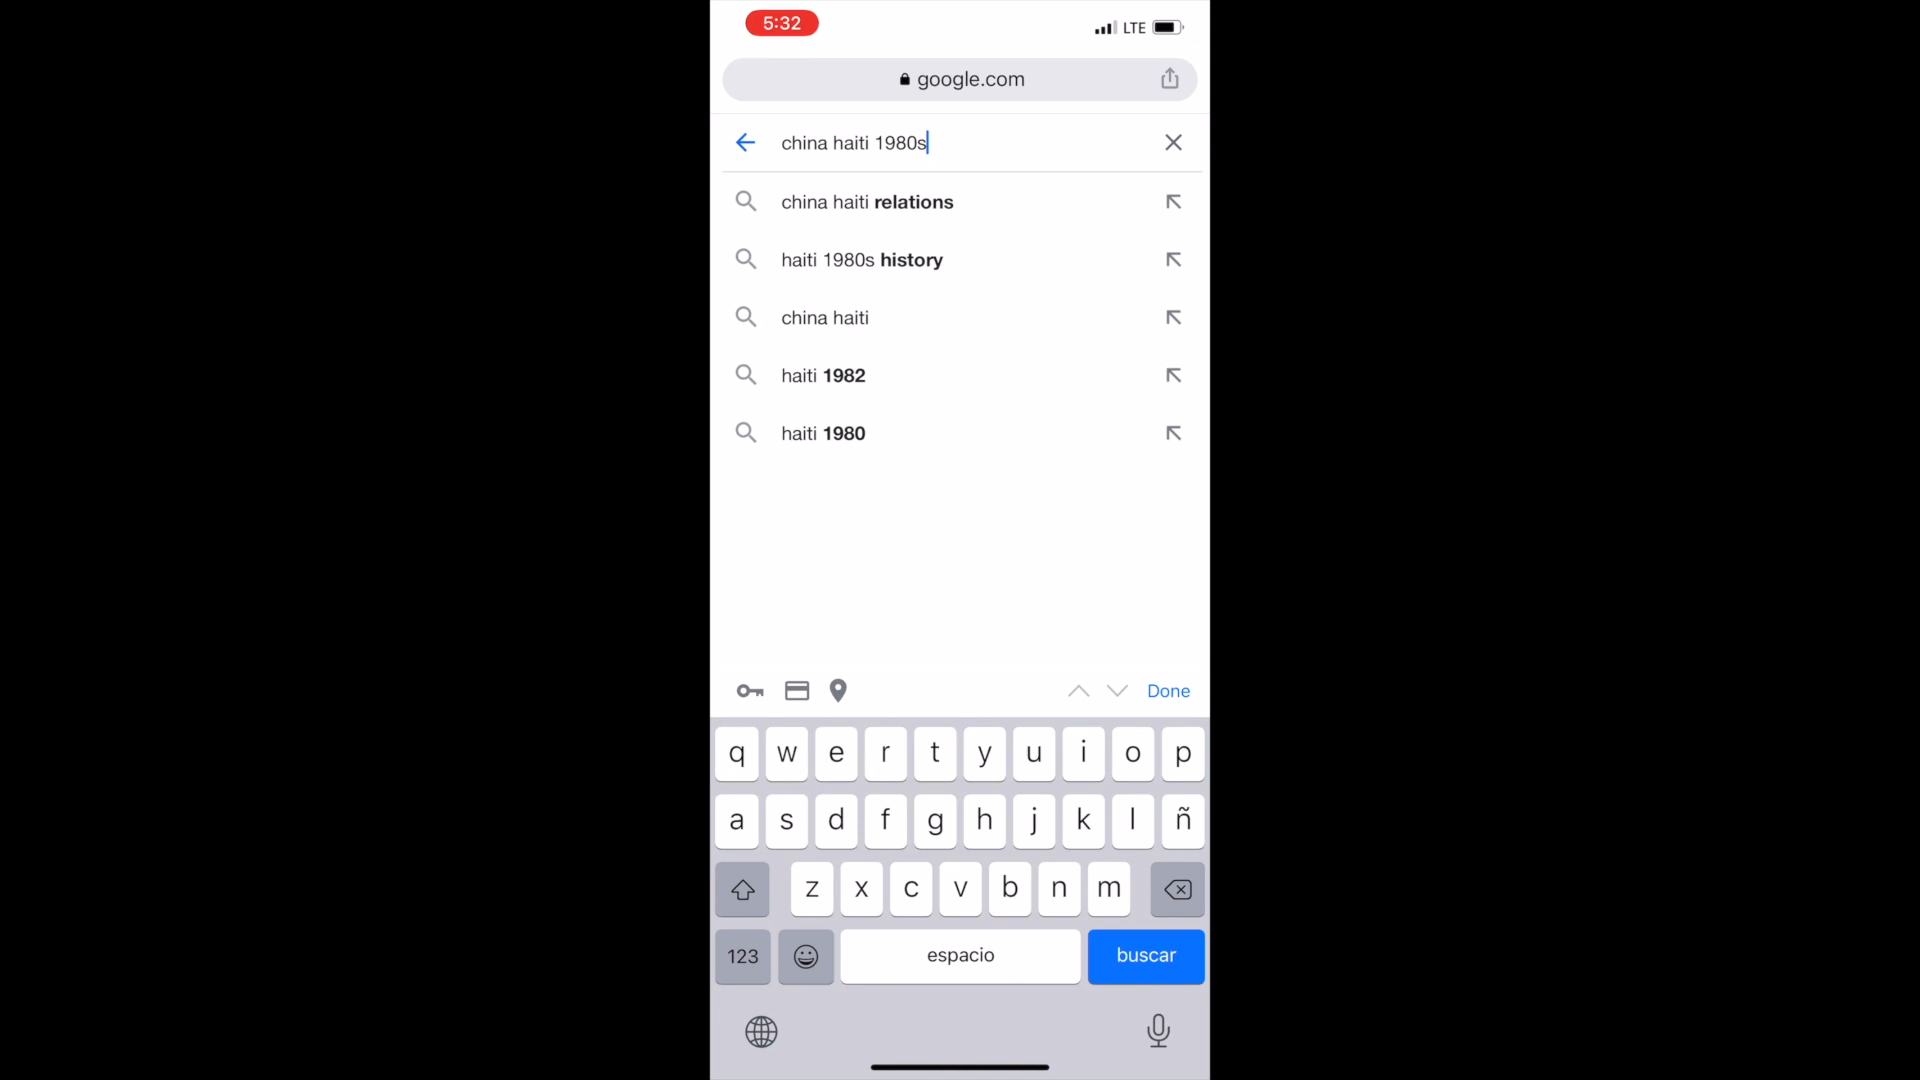 5:32
LTE
google.com
china haiti 1980s
china haiti relations
haiti 1980s history
china haiti
haiti 1982
haiti 1980
Done
q w e r t y u i o p
a s d f g h j k l ñ
z x c v b n m
123 espacio buscar